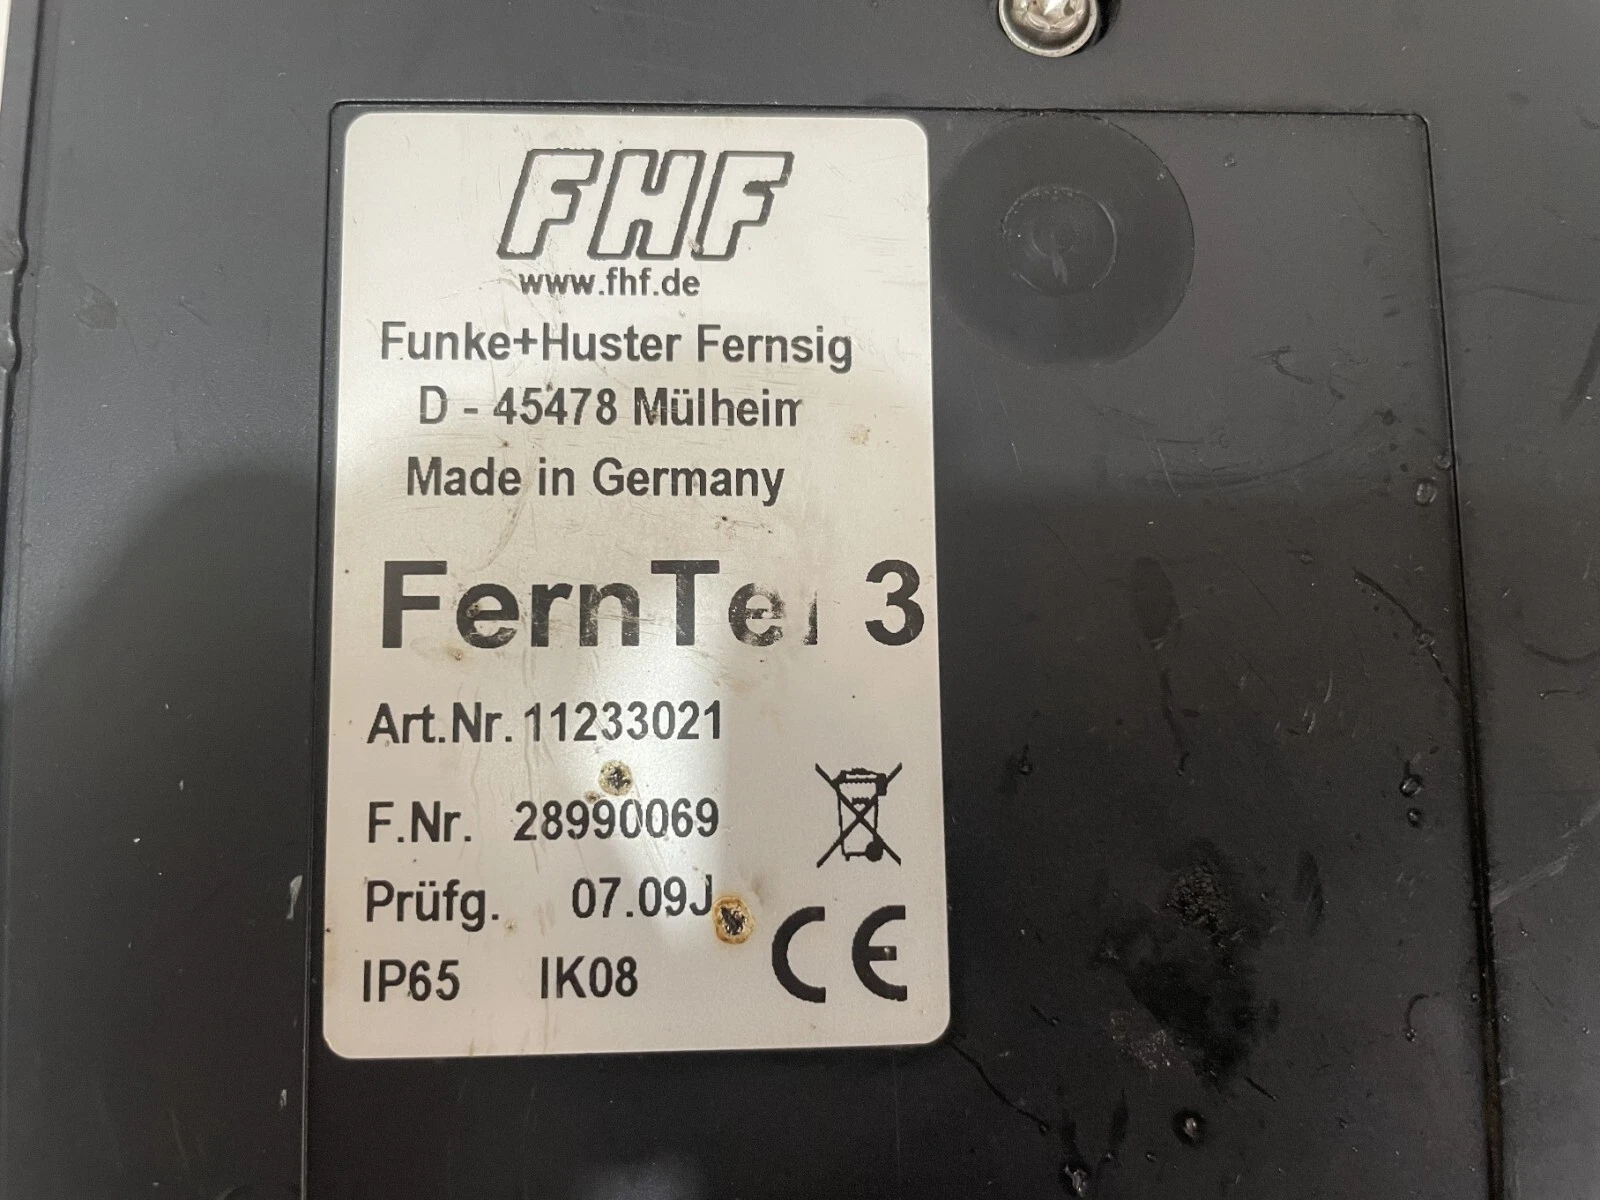 FHF
www.fhf.de
Funke+Huster Fernsig
D - 45478 Mülheim
Made in Germany
FernTel 3
Art.Nr. 11233021
F.Nr. 28990069
Prüfg. 07.09J
IP65 IK08
CE